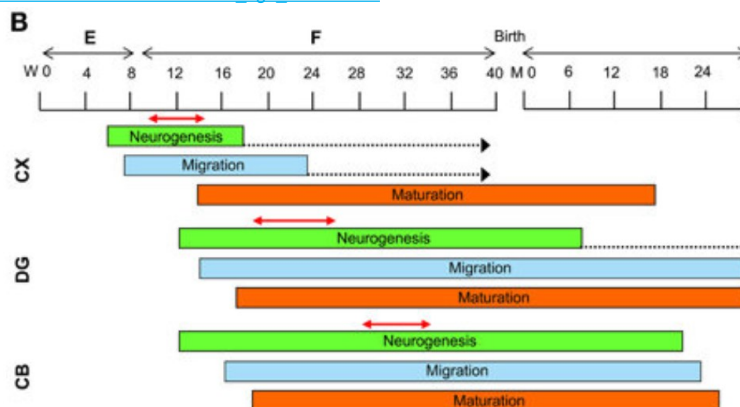 B
E F Birth
W 0 4 8 12 16 20 24 28 32 36 40 M 0 6 12 18 24
CX
Neurogenesis
Migration
Maturation
DG
Neurogenesis
Migration
Maturation
CB
Neurogenesis
Migration
Maturation